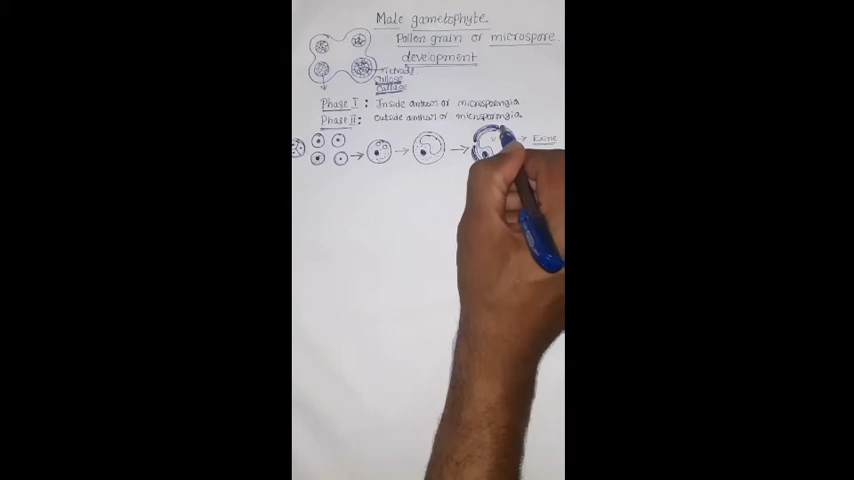 Male gametophyte.
Pollen grain or microspore
development
Tetrads
Callose
Callase
Phase I : Inside anther or microsporangia
Phase II : outside anther or microsporangia
v
Exine